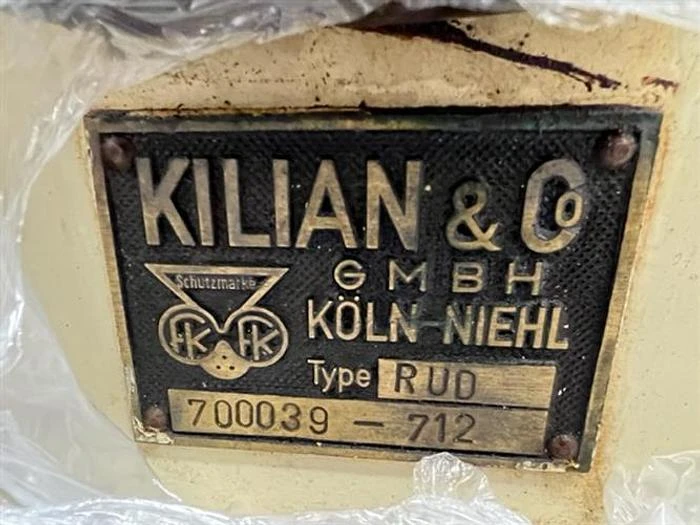 KILIAN & Co
GMBH
Schutzmarke
FK FK
KÖLN-NIEHL
Type RUD
700039 - 712